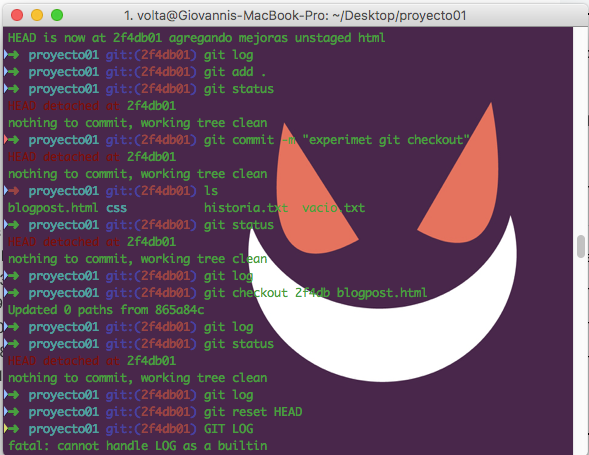 1. volta@Giovannis-MacBook-Pro: ~/Desktop/proyecto01
HEAD is now at 2f4db01 agregando mejoras unstaged html
➜ proyecto01 git:(2f4db01) git log
➜ proyecto01 git:(2f4db01) git add .
➜ proyecto01 git:(2f4db01) git status
HEAD detached at 2f4db01
nothing to commit, working tree clean
➜ proyecto01 git:(2f4db01) git commit -m "experimet git checkout"
HEAD detached at 2f4db01
nothing to commit, working tree clean
➜ proyecto01 git:(2f4db01) ls
blogpost.html css historia.txt vacio.txt
➜ proyecto01 git:(2f4db01) git status
HEAD detached at 2f4db01
nothing to commit, working tree clean
➜ proyecto01 git:(2f4db01) git log
➜ proyecto01 git:(2f4db01) git checkout 2f4db blogpost.html
Updated 0 paths from 865a84c
➜ proyecto01 git:(2f4db01) git log
➜ proyecto01 git:(2f4db01) git status
HEAD detached at 2f4db01
nothing to commit, working tree clean
➜ proyecto01 git:(2f4db01) git log
➜ proyecto01 git:(2f4db01) git reset HEAD
➜ proyecto01 git:(2f4db01) GIT LOG
fatal: cannot handle LOG as a builtin